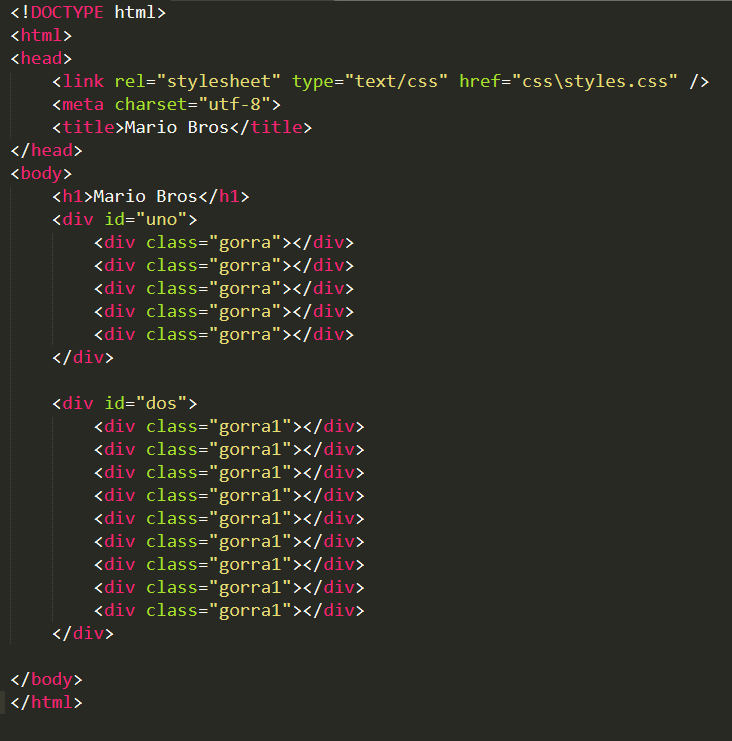 <!DOCTYPE html>
<html>
<head>
    <link rel="stylesheet" type="text/css" href="css\styles.css" />
    <meta charset="utf-8">
    <title>Mario Bros</title>
</head>
<body>
    <h1>Mario Bros</h1>
    <div id="uno">
        <div class="gorra"></div>
        <div class="gorra"></div>
        <div class="gorra"></div>
        <div class="gorra"></div>
        <div class="gorra"></div>
    </div>

    <div id="dos">
        <div class="gorra1"></div>
        <div class="gorra1"></div>
        <div class="gorra1"></div>
        <div class="gorra1"></div>
        <div class="gorra1"></div>
        <div class="gorra1"></div>
        <div class="gorra1"></div>
        <div class="gorra1"></div>
        <div class="gorra1"></div>
    </div>

</body>
</html>